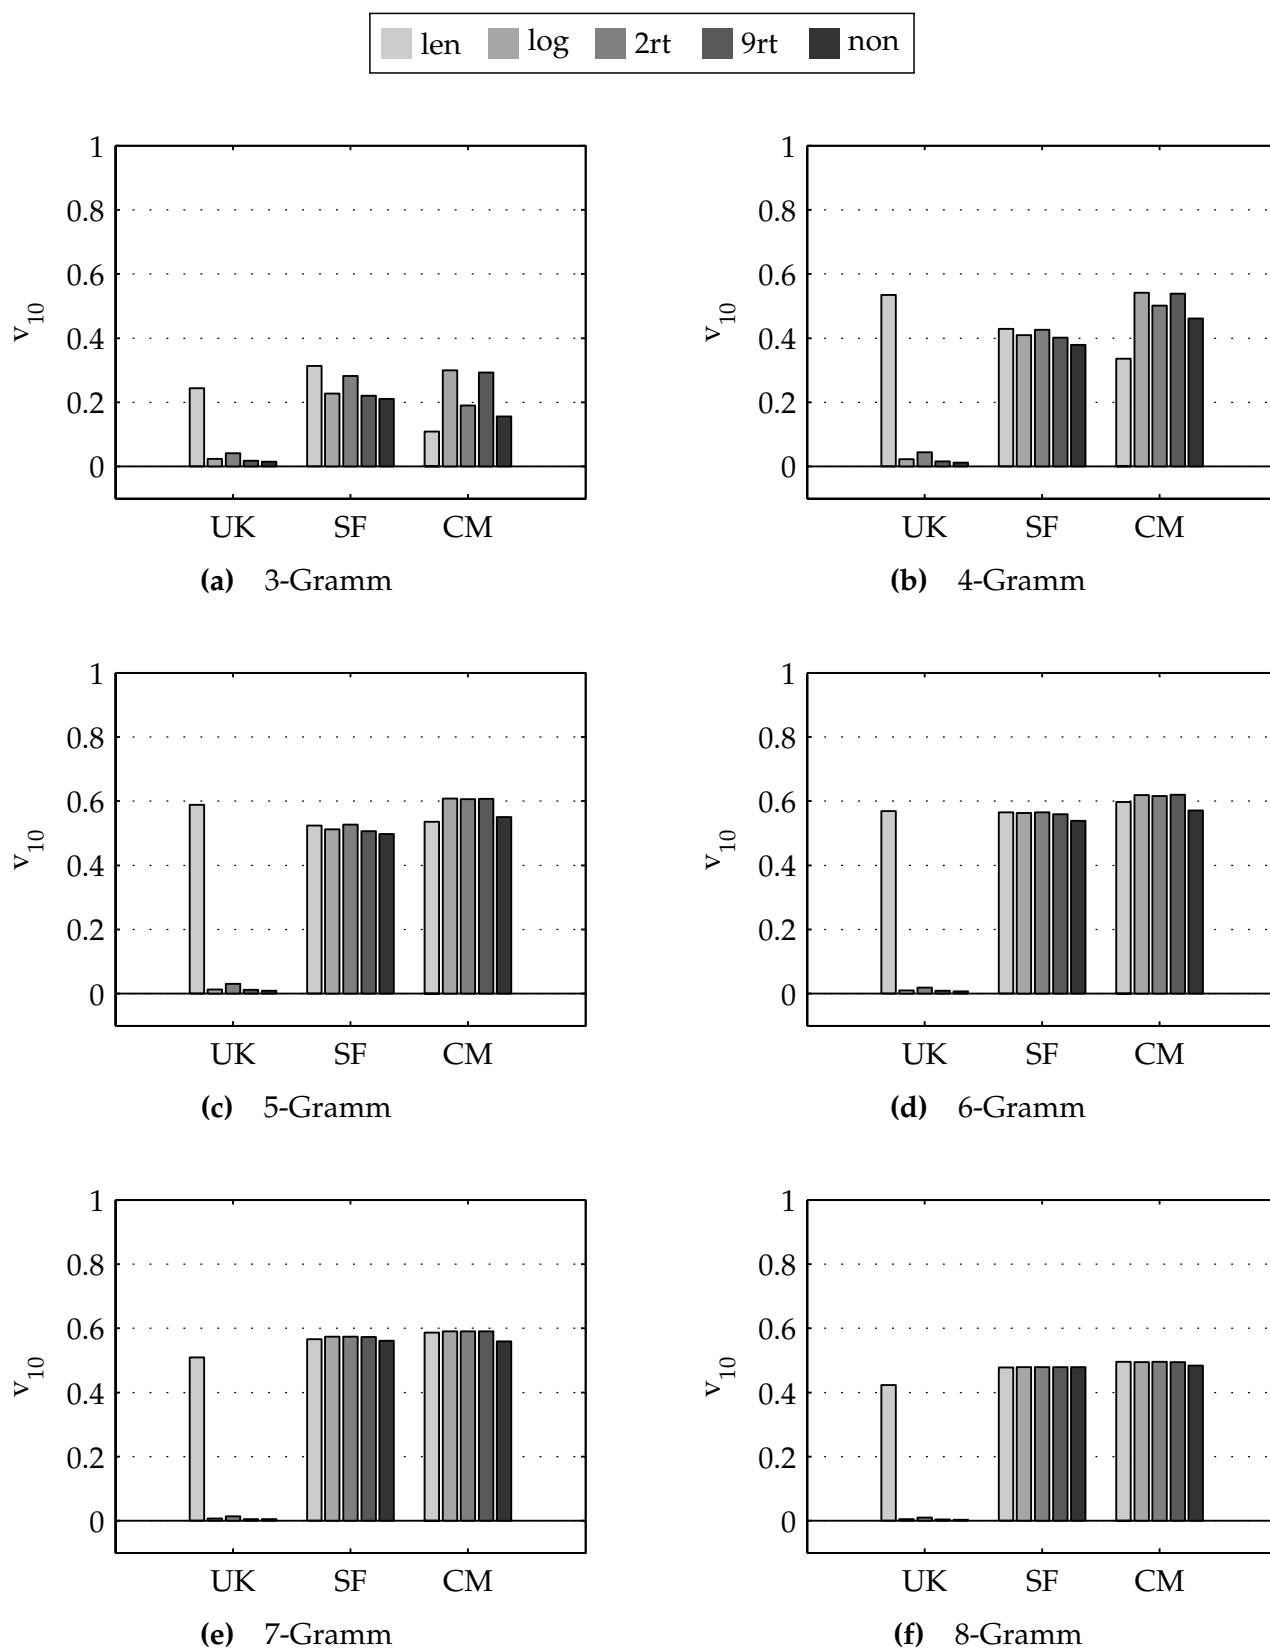 len log 2rt 9rt non
1
0.8
0.6
0.4
0.2
0
v10
UK SF CM
(a) 3-Gramm
1
0.8
0.6
0.4
0.2
0
v10
UK SF CM
(b) 4-Gramm
1
0.8
0.6
0.4
0.2
0
v10
UK SF CM
(c) 5-Gramm
1
0.8
0.6
0.4
0.2
0
v10
UK SF CM
(d) 6-Gramm
1
0.8
0.6
0.4
0.2
0
v10
UK SF CM
(e) 7-Gramm
1
0.8
0.6
0.4
0.2
0
v10
UK SF CM
(f) 8-Gramm